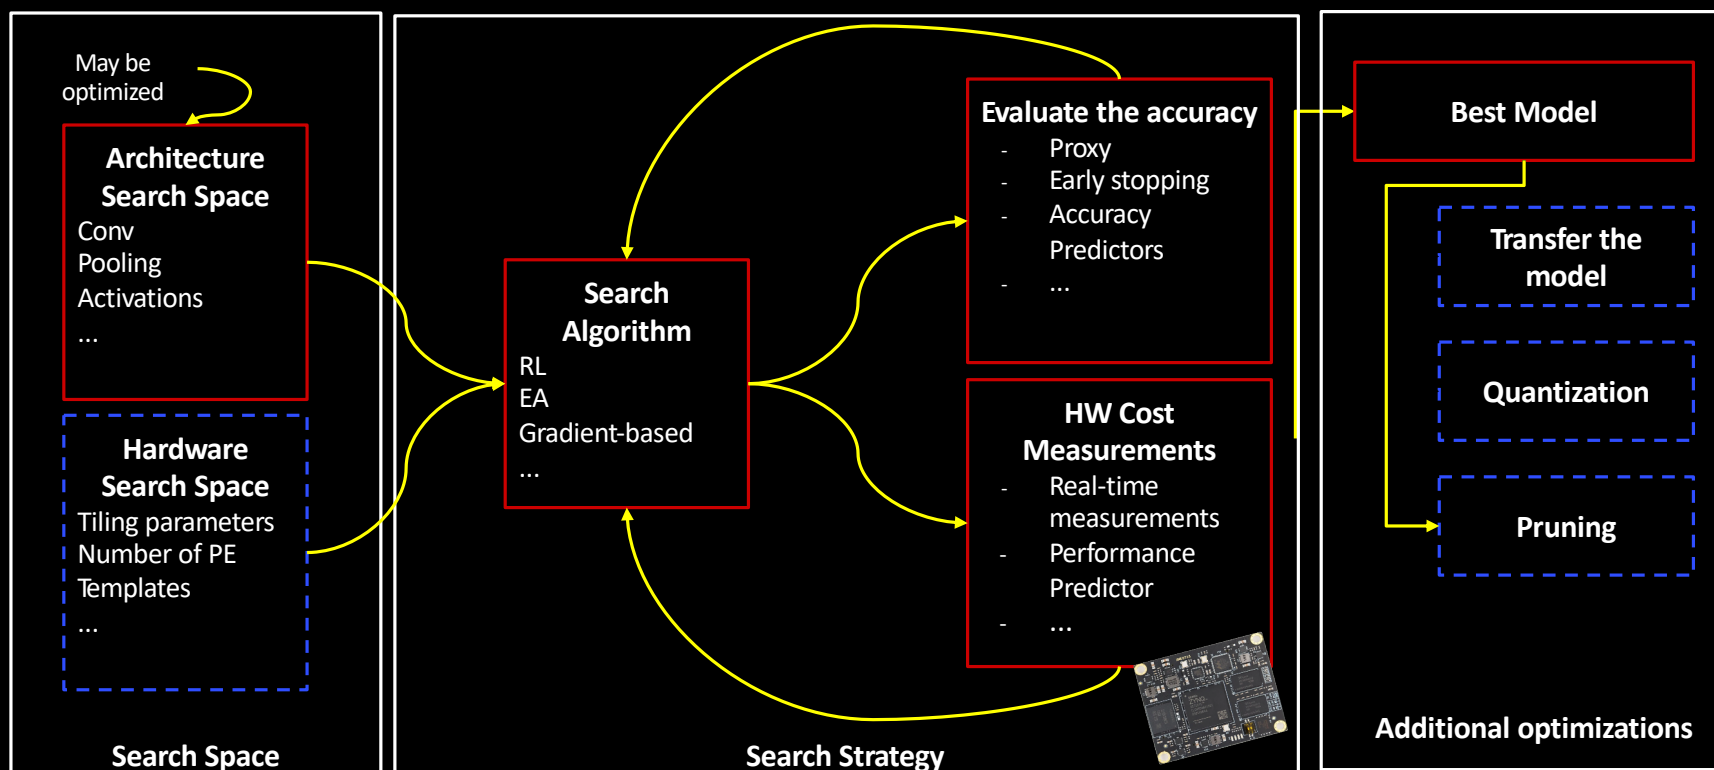 May be
optimized
Architecture
Search Space
Conv
Pooling
Activations
...
Hardware
Search Space
Tiling parameters
Number of PE
Templates
...
Search Space
Search
Algorithm
RL
EA
Gradient-based
...
Evaluate the accuracy
- Proxy
- Early stopping
- Accuracy
Predictors
- ...
HW Cost
Measurements
- Real-time
measurements
- Performance
Predictor
- ...
Search Strategy
Best Model
Transfer the
model
Quantization
Pruning
Additional optimizations